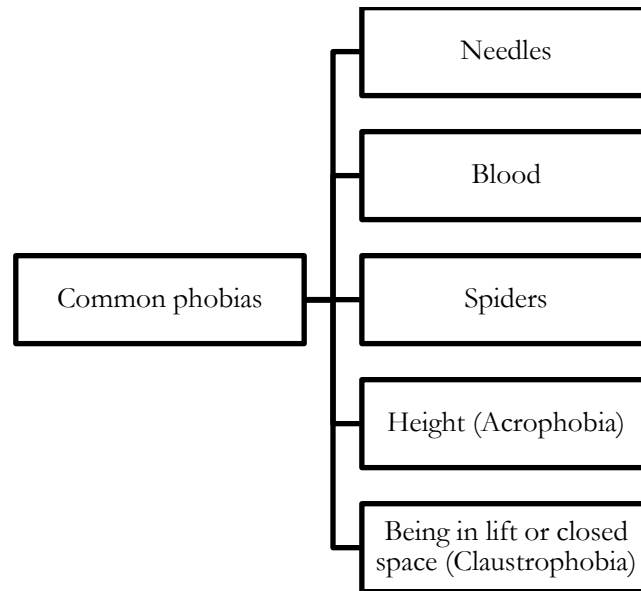 Needles
Blood
Common phobias
Spiders
Height (Acrophobia)
Being in lift or closed
space (Claustrophobia)